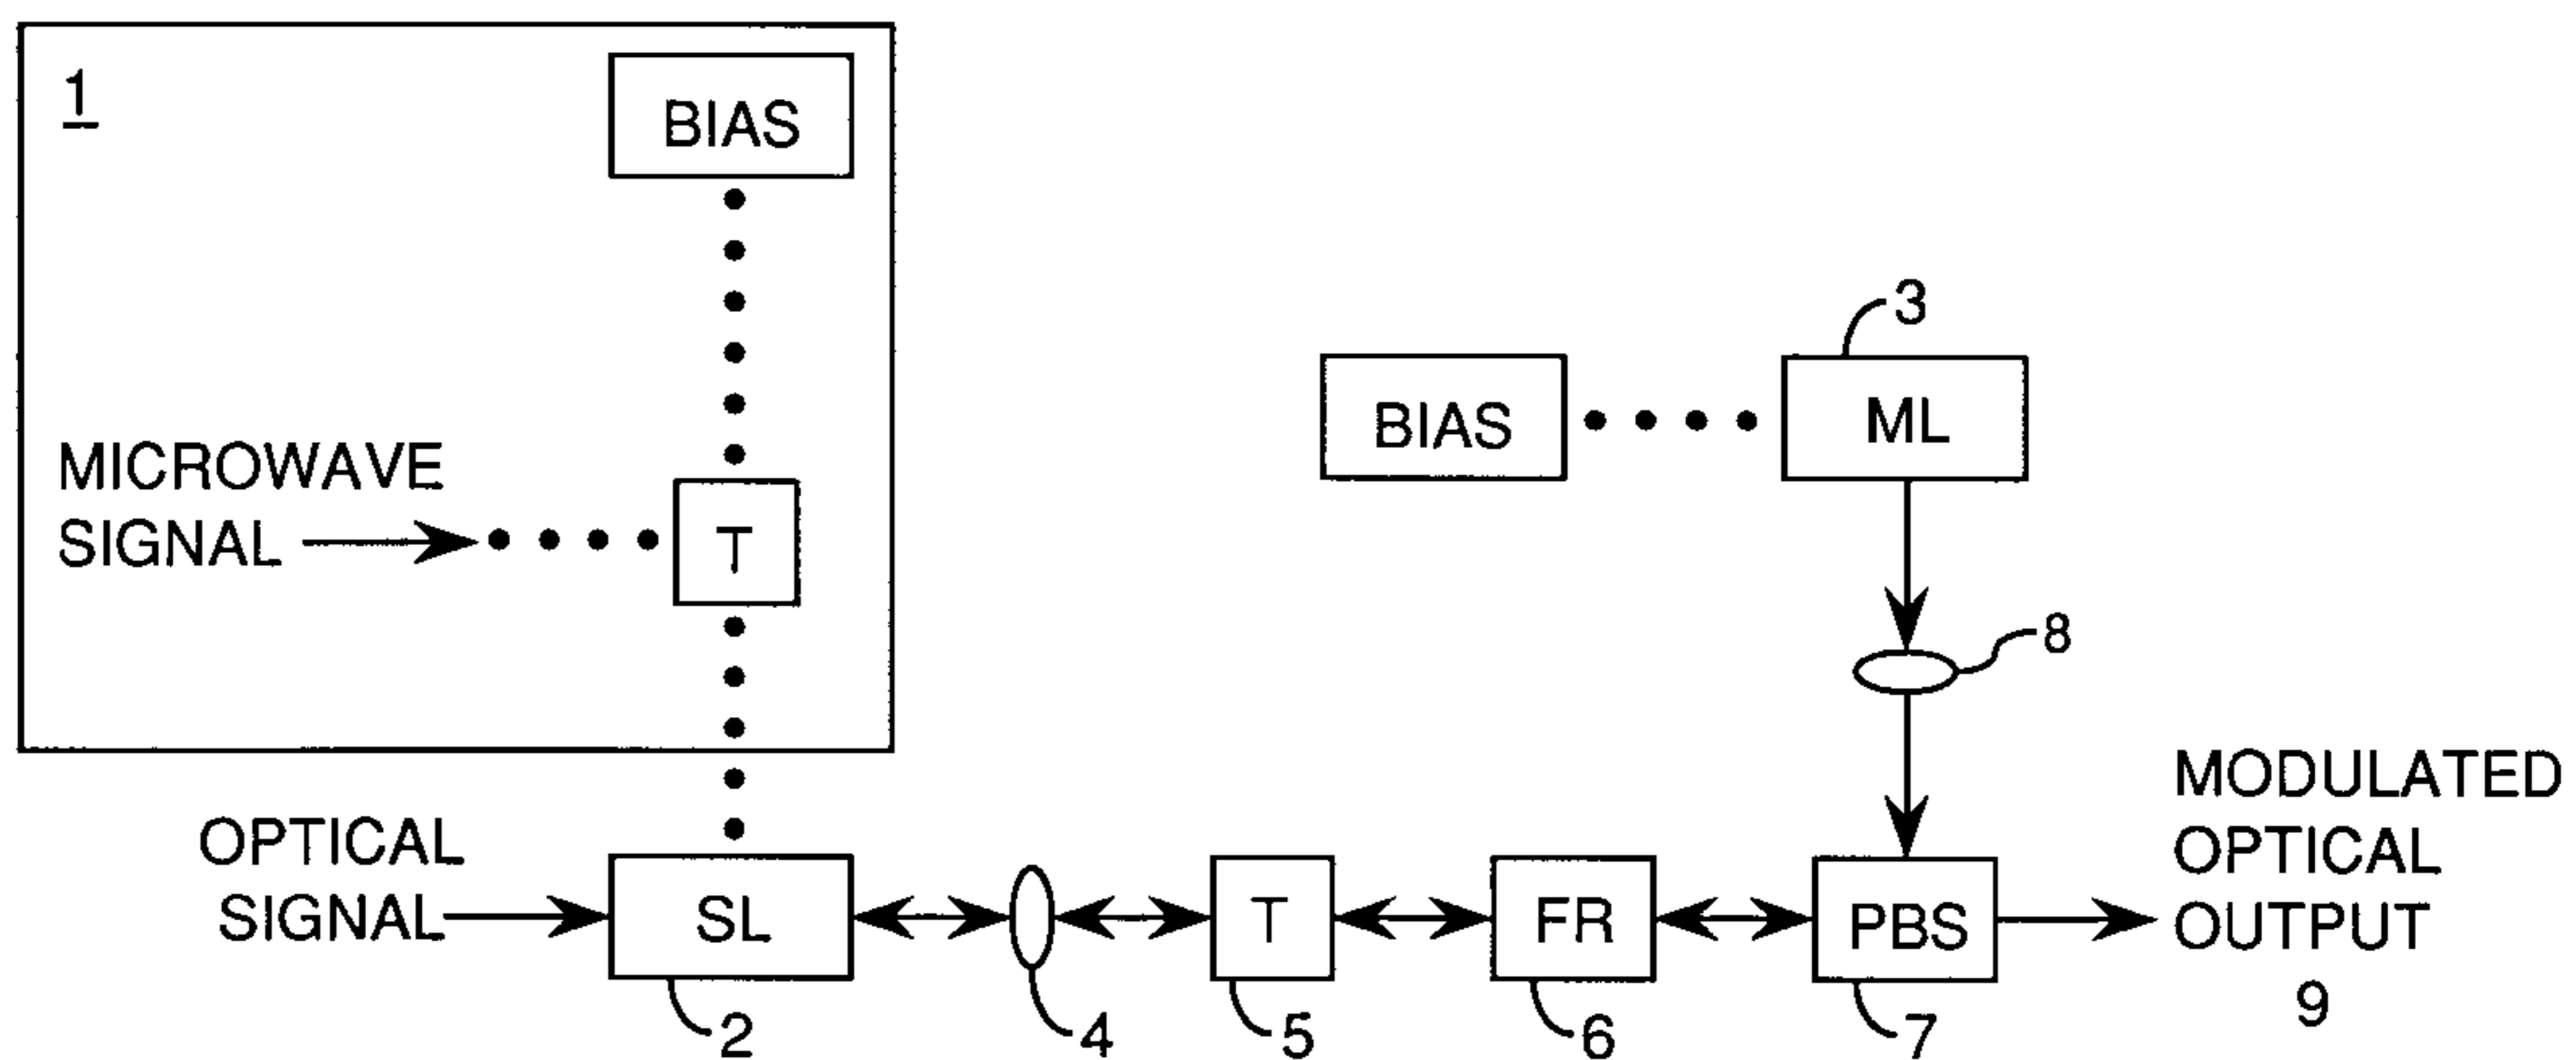 1
BIAS
MICROWAVE
SIGNAL
T
BIAS
3
ML
8
OPTICAL
SIGNAL
SL
T
FR
PBS
MODULATED
OPTICAL
OUTPUT
9
2
4
5
6
7